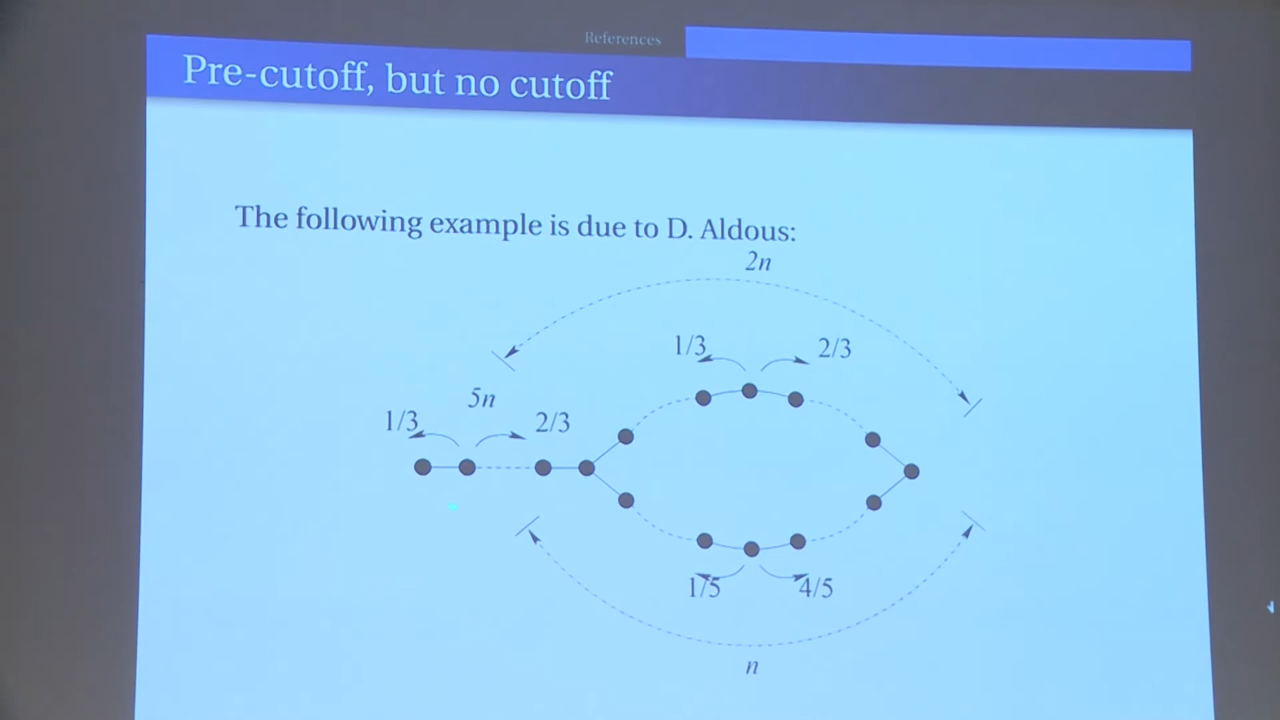 References
Pre-cutoff, but no cutoff
The following example is due to D. Aldous:
2n
1/3
2/3
5n
1/3
2/3
1/5
4/5
n